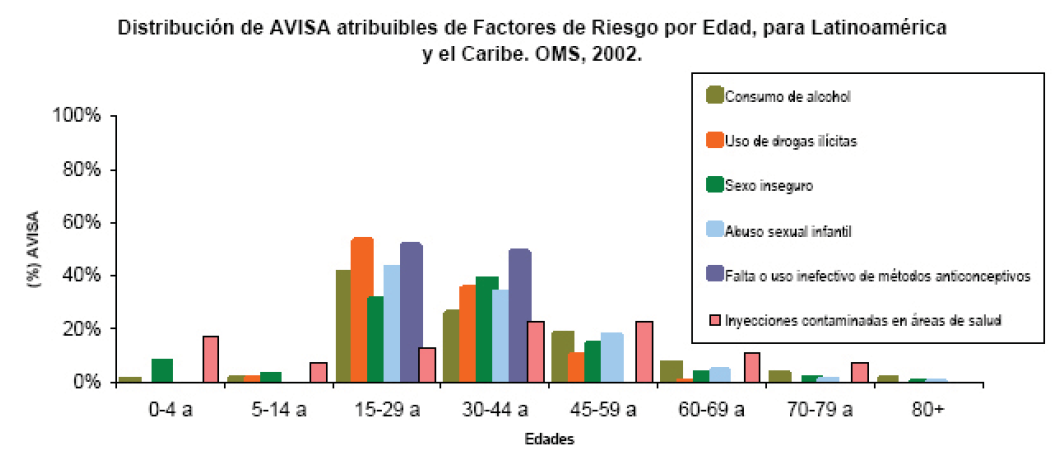 Distribución de AVISA atribuibles de Factores de Riesgo por Edad, para Latinoamérica
y el Caribe. OMS, 2002.
Consumo de alcohol
Uso de drogas ilícitas
Sexo inseguro
Abuso sexual infantil
Falta o uso inefectivo de métodos anticonceptivos
Inyecciones contaminadas en áreas de salud
(%) AVISA
100%
80%
60%
40%
20%
0%
0-4 a
5-14 a
15-29 a
30-44 a
45-59 a
60-69 a
70-79 a
80+
Edades